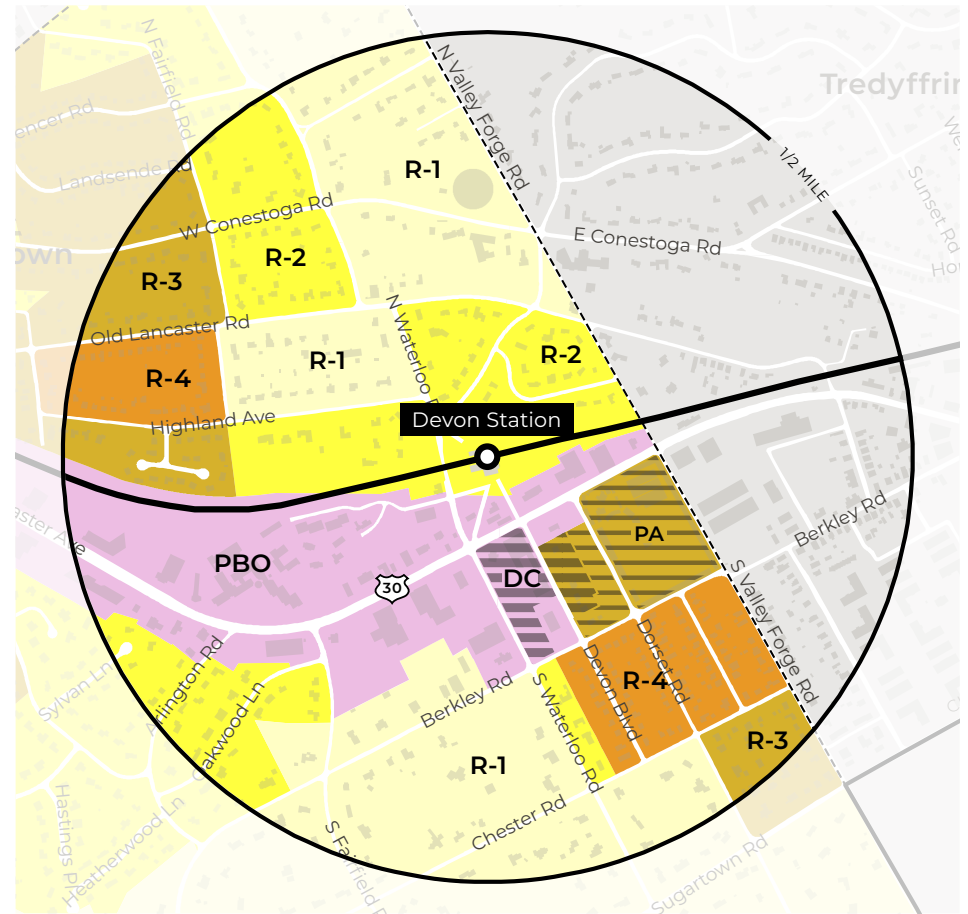 N Fairfield Rd
N Valley Forge Rd
Tredyffrin
encer Rd
Landsende Rd
1/2 MILE
R-1
Sunset Rd
W Conestoga Rd
E Conestoga Rd
own
R-2
R-3
Old Lancaster Rd
N Waterloo
R-1
R-2
R-4
Highland Ave
Devon Station
Berkley Rd
PA
aster Ave
PBO
DC
30
S Valley Forge Rd
Arlington Rd
Sylvan Ln
Oakwood Ln
Devon Blvd
Dorset Rd
R-4
Berkley Rd
S Waterloo Rd
R-3
R-1
Hastings Pl
Heatherwood Ln
Chester Rd
S Fairfield
Sugartown Rd